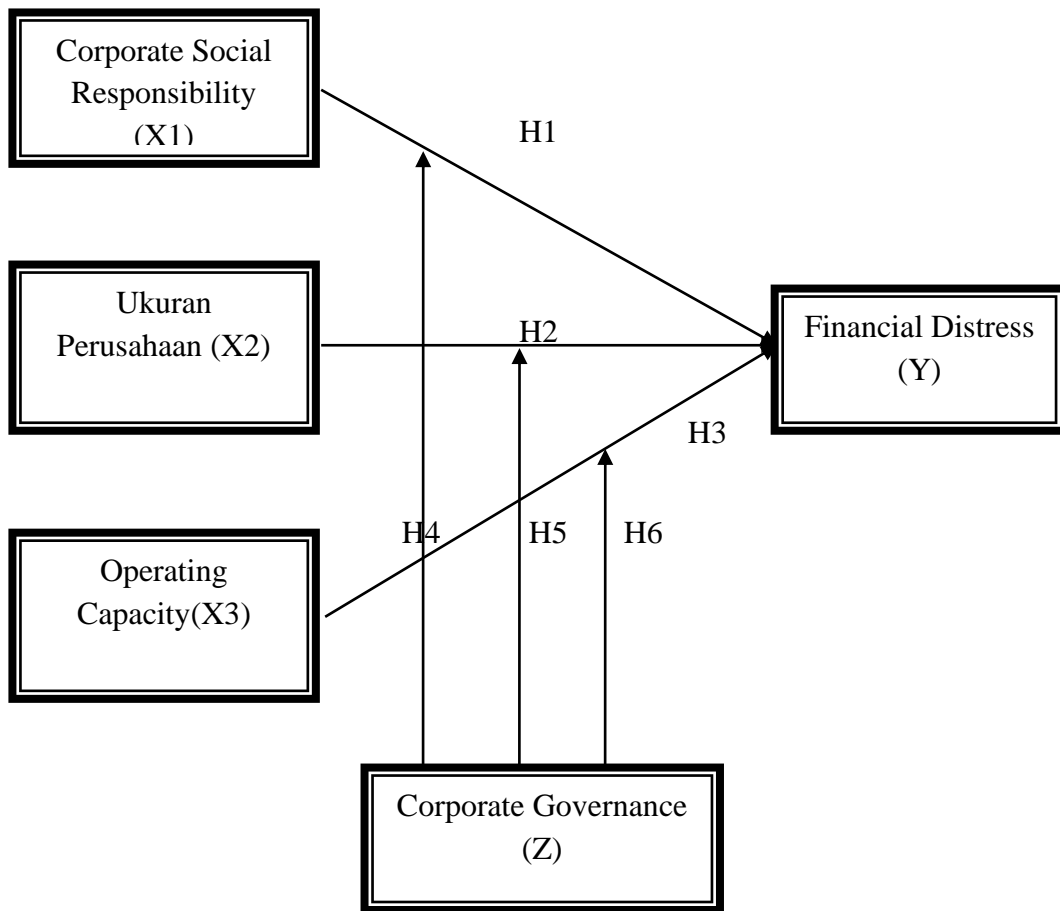 Corporate Social
Responsibility
(X1)
H1
Ukuran
Perusahaan (X2)
H2
Financial Distress
(Y)
H3
Operating
Capacity(X3)
H4
H5
H6
Corporate Governance
(Z)